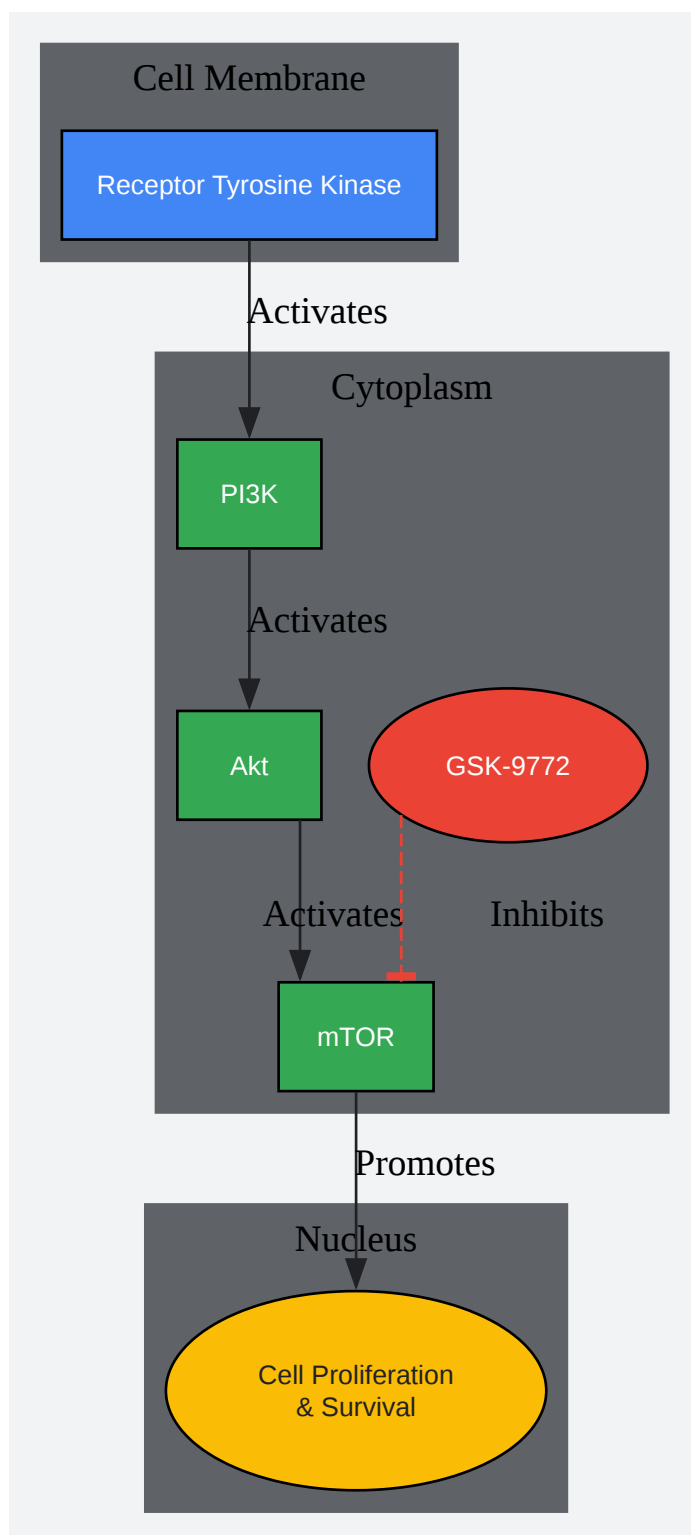 Cell Membrane
Receptor Tyrosine Kinase
Activates
Cytoplasm
PI3K
Activates
Akt
GSK-9772
Activates
Inhibits
mTOR
Promotes
Nucleus
Cell Proliferation
& Survival